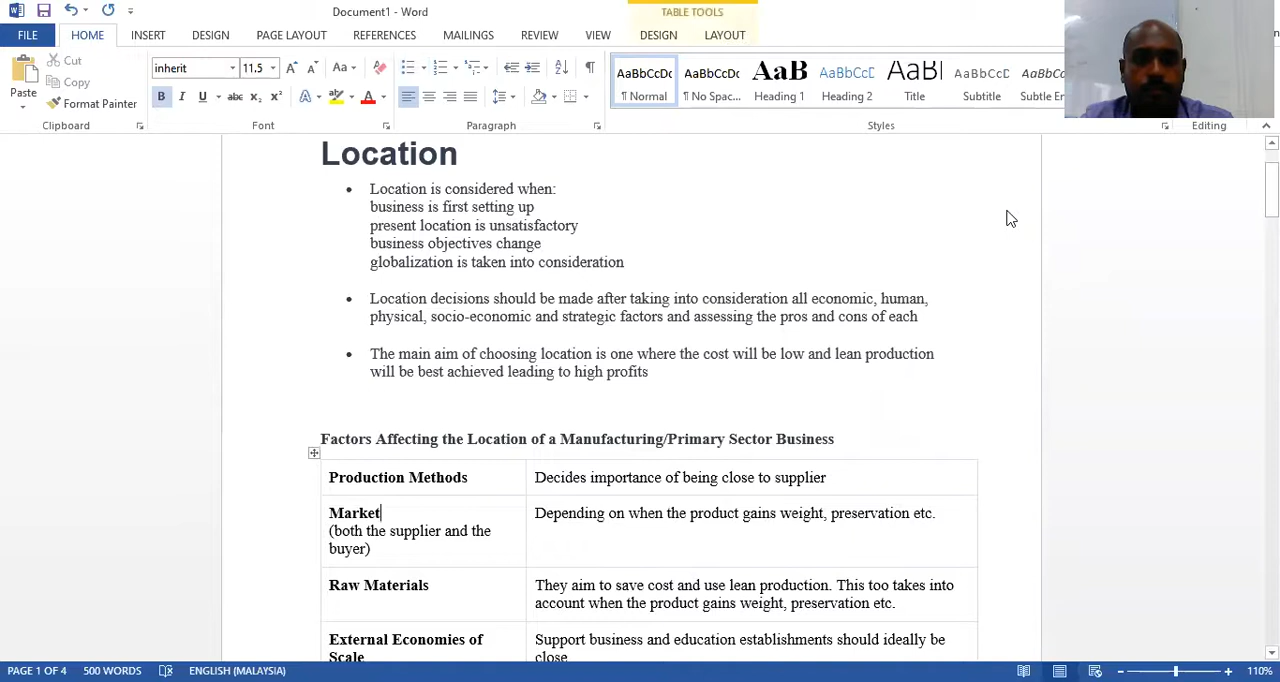 Document1 - Word
TABLE TOOLS
FILE
HOME
INSERT
DESIGN
PAGE LAYOUT
REFERENCES
MAILINGS
REVIEW
VIEW
DESIGN
LAYOUT
Paste
Cut
Copy
Format Painter
inherit
11.5
Aa
B I U abc X₂ X²
A
AaBbCcDc
¶ Normal
AaBbCcDc
¶ No Spac...
AaB
Heading 1
AaBbCcD
Heading 2
AaB
Title
AaBbCcD
Subtitle
AaBbCcD
Subtle En
Clipboard
Font
Paragraph
Styles
Editing
Location
• Location is considered when:
business is first setting up
present location is unsatisfactory
business objectives change
globalization is taken into consideration
• Location decisions should be made after taking into consideration all economic, human,
physical, socio-economic and strategic factors and assessing the pros and cons of each
• The main aim of choosing location is one where the cost will be low and lean production
will be best achieved leading to high profits
Factors Affecting the Location of a Manufacturing/Primary Sector Business
Production Methods
Decides importance of being close to supplier
Market
(both the supplier and the
buyer)
Depending on when the product gains weight, preservation etc.
Raw Materials
They aim to save cost and use lean production. This too takes into
account when the product gains weight, preservation etc.
External Economies of
Scale
Support business and education establishments should ideally be
close
PAGE 1 OF 4
500 WORDS
ENGLISH (MALAYSIA)
110%